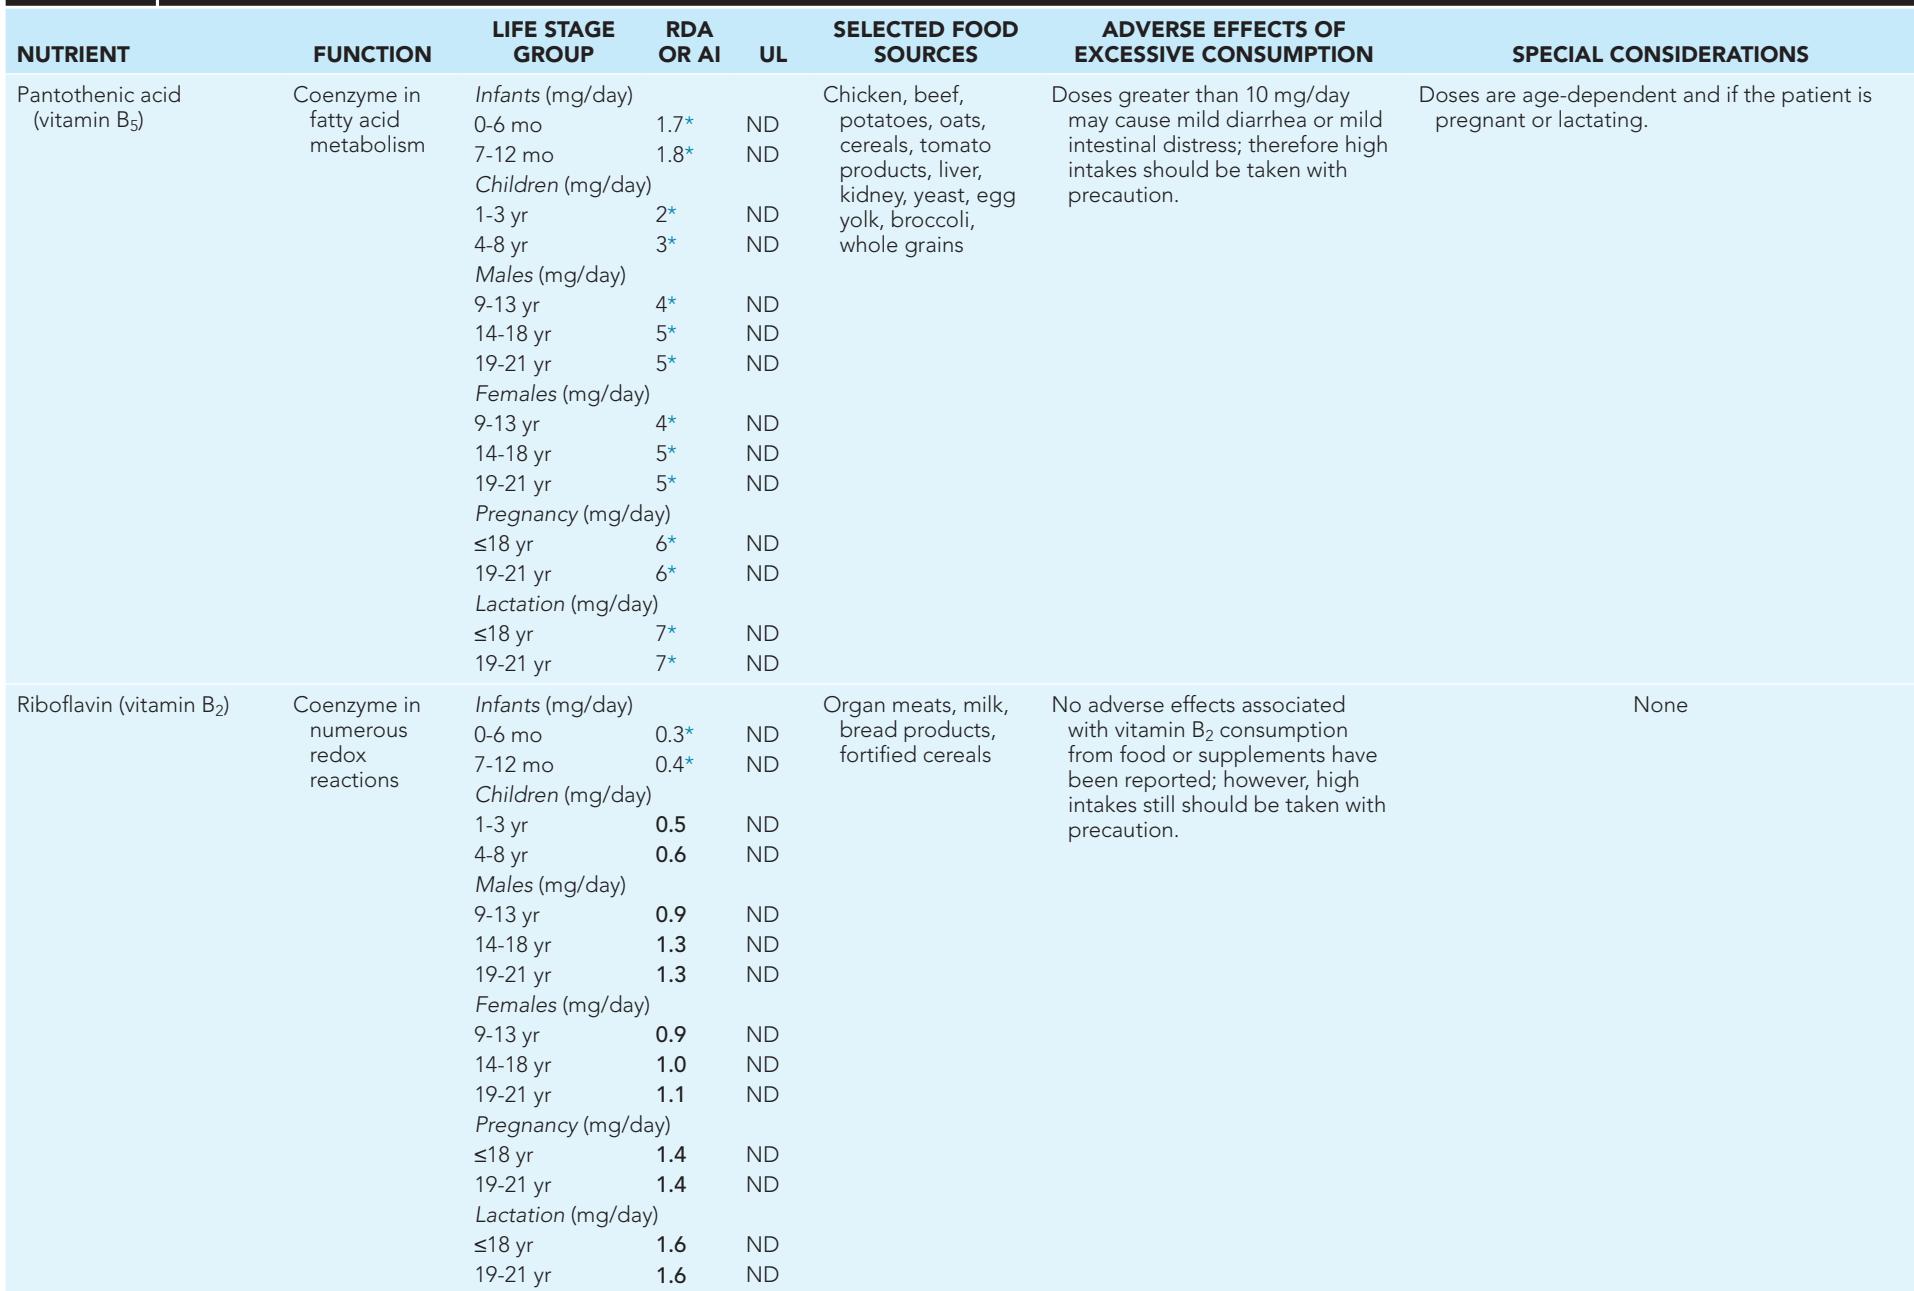 NUTRIENT FUNCTION LIFE STAGE GROUP RDA OR AI UL SELECTED FOOD SOURCES ADVERSE EFFECTS OF EXCESSIVE CONSUMPTION SPECIAL CONSIDERATIONS
Pantothenic acid
(vitamin B5)
Coenzyme in
fatty acid
metabolism
Infants (mg/day)
0-6 mo 1.7* ND
7-12 mo 1.8* ND
Children (mg/day)
1-3 yr 2* ND
4-8 yr 3* ND
Males (mg/day)
9-13 yr 4* ND
14-18 yr 5* ND
19-21 yr 5* ND
Females (mg/day)
9-13 yr 4* ND
14-18 yr 5* ND
19-21 yr 5* ND
Pregnancy (mg/day)
≤18 yr 6* ND
19-21 yr 6* ND
Lactation (mg/day)
≤18 yr 7* ND
19-21 yr 7* ND
Chicken, beef,
potatoes, oats,
cereals, tomato
products, liver,
kidney, yeast, egg
yolk, broccoli,
whole grains
Doses greater than 10 mg/day
may cause mild diarrhea or mild
intestinal distress; therefore high
intakes should be taken with
precaution.
Doses are age-dependent and if the patient is
pregnant or lactating.
Riboflavin (vitamin B2)
Coenzyme in
numerous
redox
reactions
Infants (mg/day)
0-6 mo 0.3* ND
7-12 mo 0.4* ND
Children (mg/day)
1-3 yr 0.5 ND
4-8 yr 0.6 ND
Males (mg/day)
9-13 yr 0.9 ND
14-18 yr 1.3 ND
19-21 yr 1.3 ND
Females (mg/day)
9-13 yr 0.9 ND
14-18 yr 1.0 ND
19-21 yr 1.1 ND
Pregnancy (mg/day)
≤18 yr 1.4 ND
19-21 yr 1.4 ND
Lactation (mg/day)
≤18 yr 1.6 ND
19-21 yr 1.6 ND
Organ meats, milk,
bread products,
fortified cereals
No adverse effects associated
with vitamin B2 consumption
from food or supplements have
been reported; however, high
intakes still should be taken with
precaution.
None